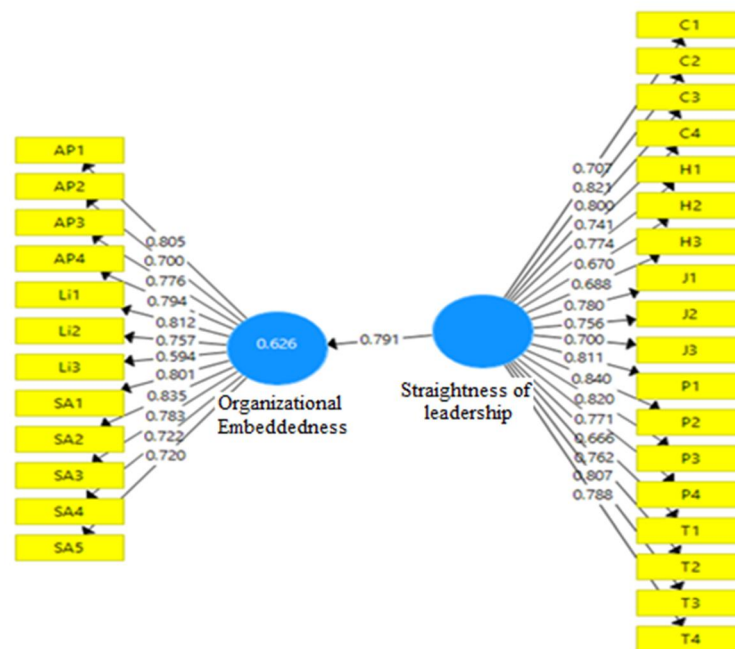 C1
C2
C3
C4
H1
H2
H3
J1
J2
J3
P1
P2
P3
P4
T1
T2
T3
T4
0.707
0.821
0.800
0.741
0.774
0.670
0.688
0.780
0.756
0.700
0.811
0.840
0.820
0.771
0.666
0.762
0.807
0.788
AP1
AP2
AP3
AP4
Li1
Li2
Li3
SA1
SA2
SA3
SA4
SA5
0.805
0.700
0.776
0.794
0.812
0.757
0.594
0.801
0.835
0.783
0.722
0.720
0.626
0.791
Organizational
Embeddedness
Straightness of
leadership